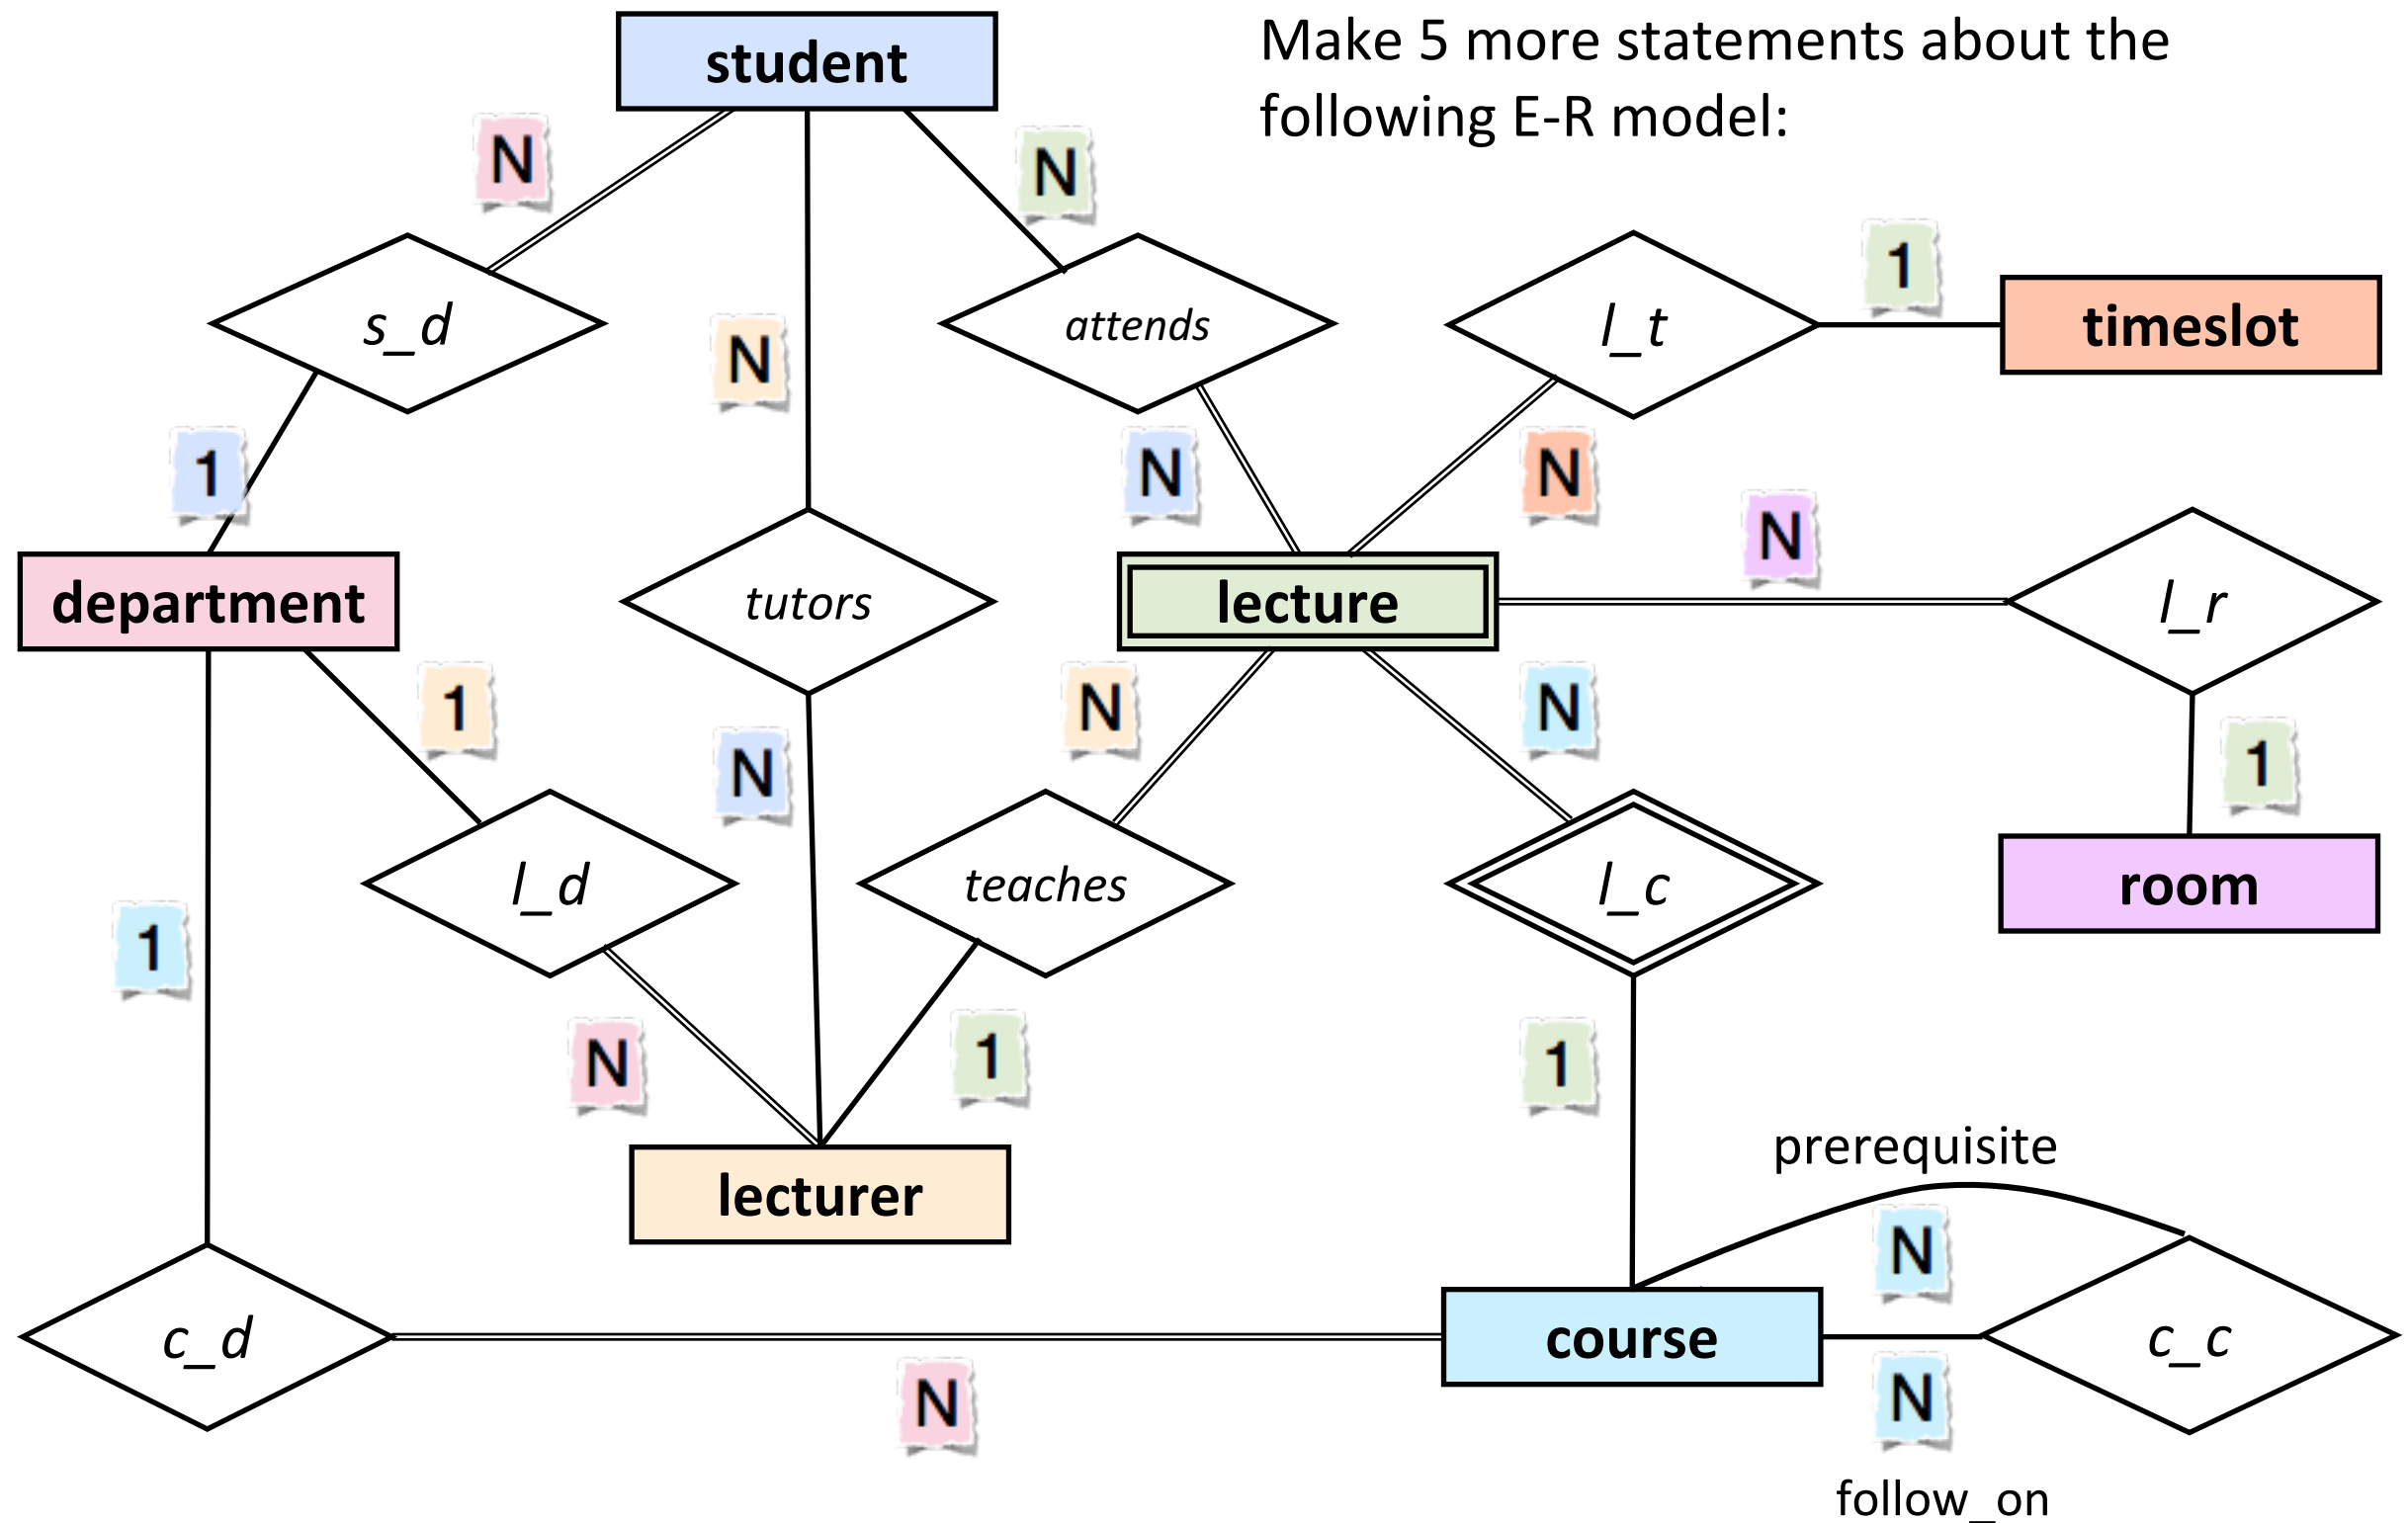 student
Make 5 more statements about the
following E-R model:
N
N
s_d
N
attends
l_t
1
timeslot
1
N
N
N
department
tutors
lecture
l_r
1
N
N
N
1
l_d
N
teaches
l_c
room
1
N
1
1
lecturer
prerequisite
N
c_d
course
c_c
N
N
follow_on